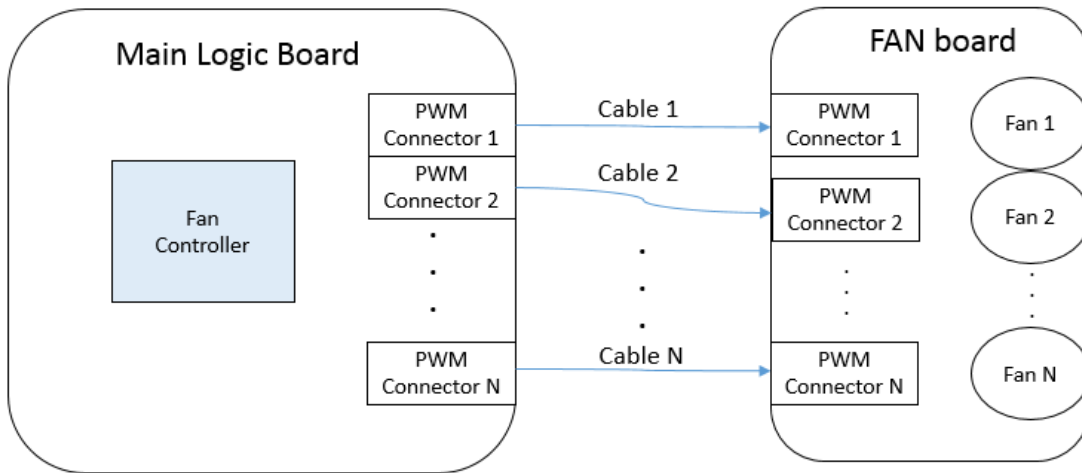 Main Logic Board
FAN board
PWM
Connector 1
Cable 1
PWM
Connector 1
Fan 1
PWM
Connector 2
Cable 2
PWM
Connector 2
Fan 2
Fan
Controller
PWM
Connector N
Cable N
PWM
Connector N
Fan N